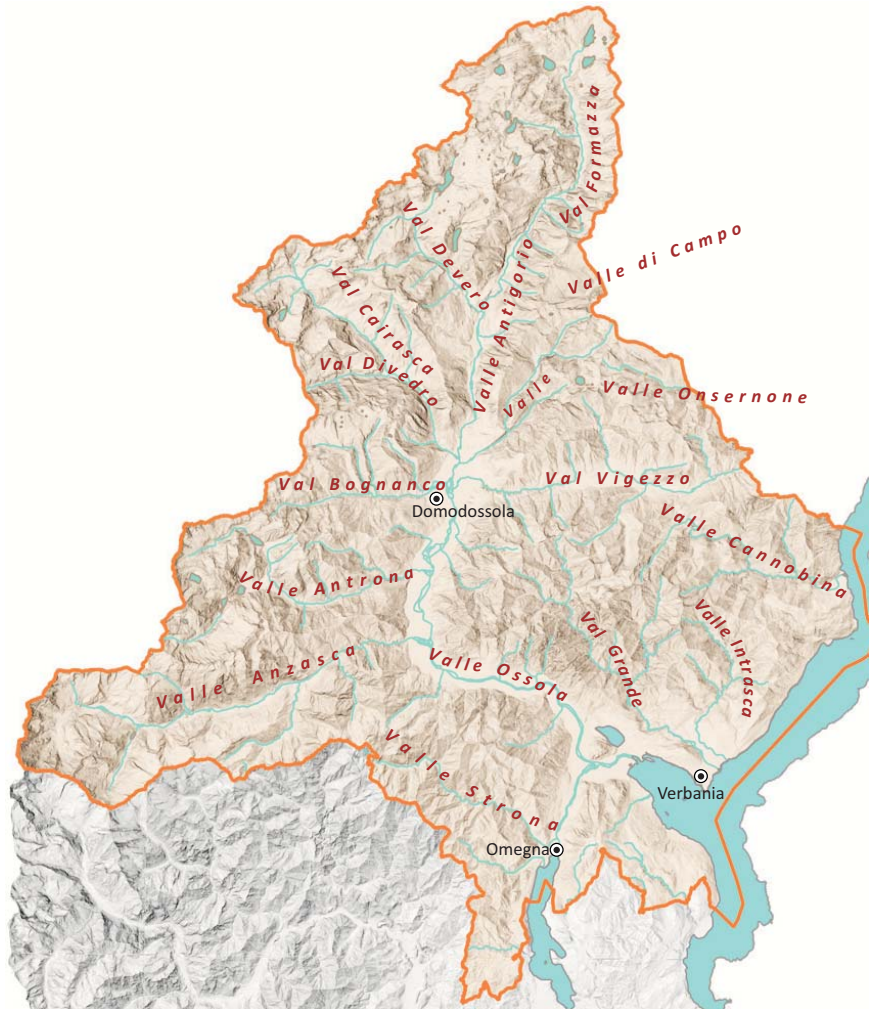 Val Formazza
Val Devero
Valle Antigorio
Valle di Campo
Val Cairasca
Val Divedro
Valle
Valle Onsernone
Val Bognanco
Val Vigezzo
Domodossola
Valle Cannobina
Valle Antrona
Valle Intrasca
Val Grande
Valle Anzasca
Valle Ossola
Valle Strona
Verbania
Omegna